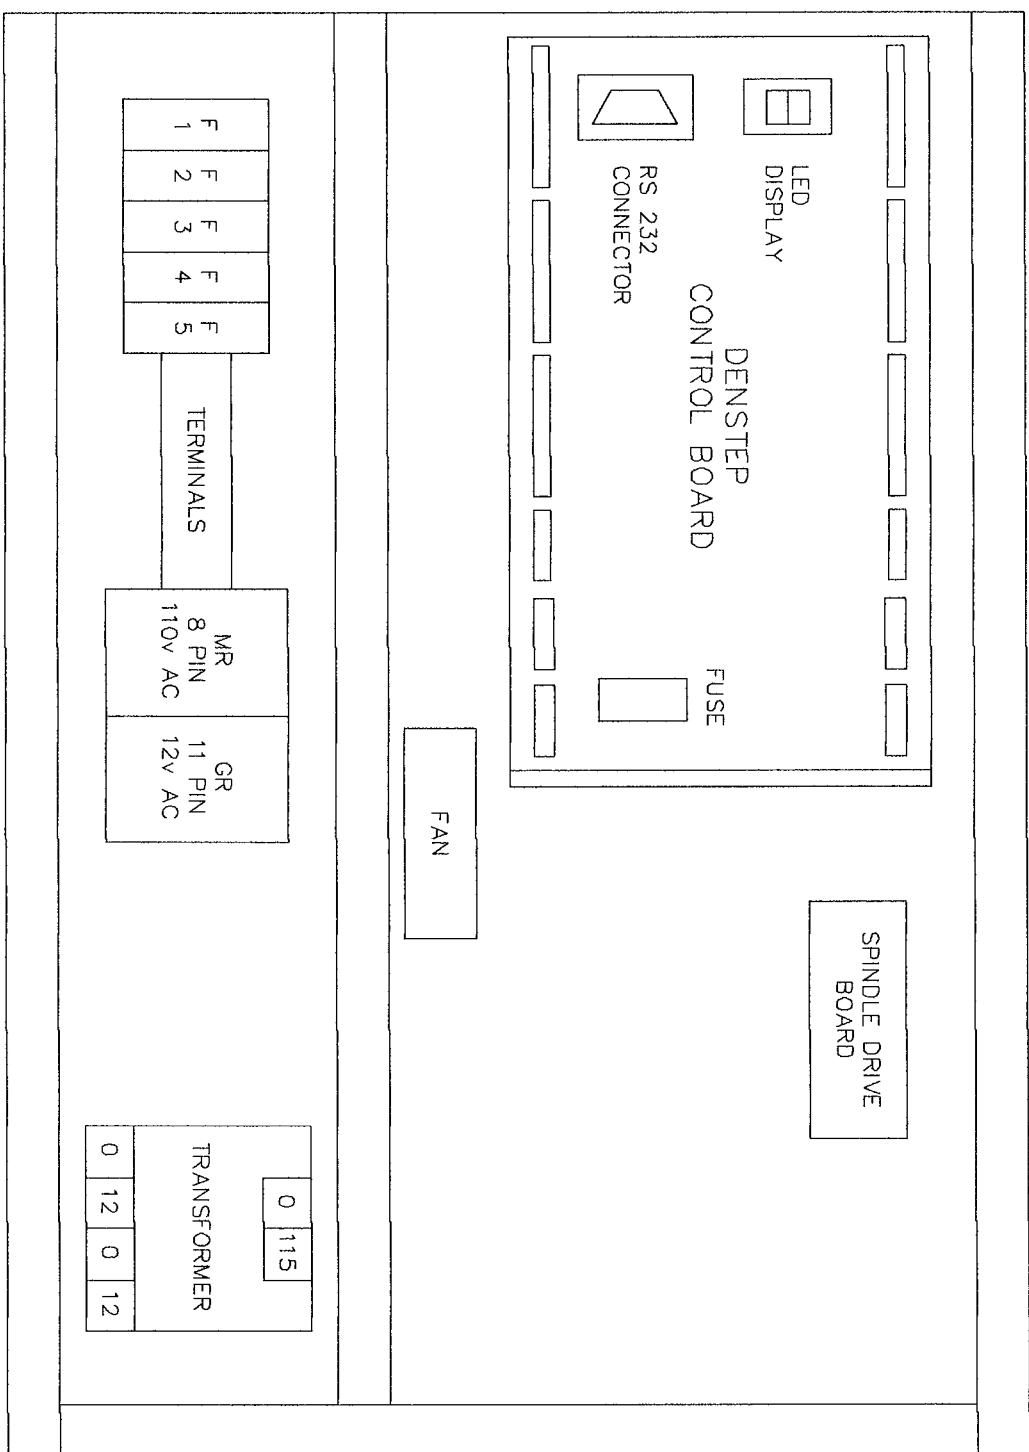 LED
DISPLAY
RS 232
CONNECTOR
DENSTEP
CONTROL BOARD
FUSE
SPINDLE DRIVE
BOARD
FAN
F
1
F
2
F
3
F
4
F
5
TERMINALS
MR
8 PIN
110v AC
GR
11 PIN
12v AC
0 115
TRANSFORMER
0 12 0 12